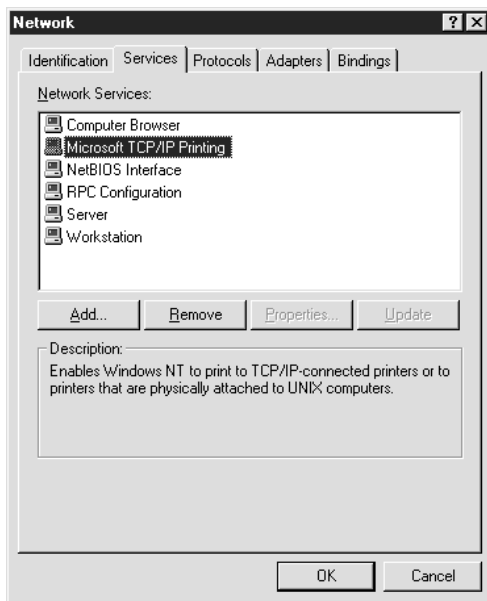 Network
Identification Services Protocols Adapters Bindings
Network Services:
Computer Browser
Microsoft TCP/IP Printing
NetBIOS Interface
RPC Configuration
Server
Workstation
Add... Remove Properties... Update
Description:
Enables Windows NT to print to TCP/IP-connected printers or to
printers that are physically attached to UNIX computers.
OK Cancel